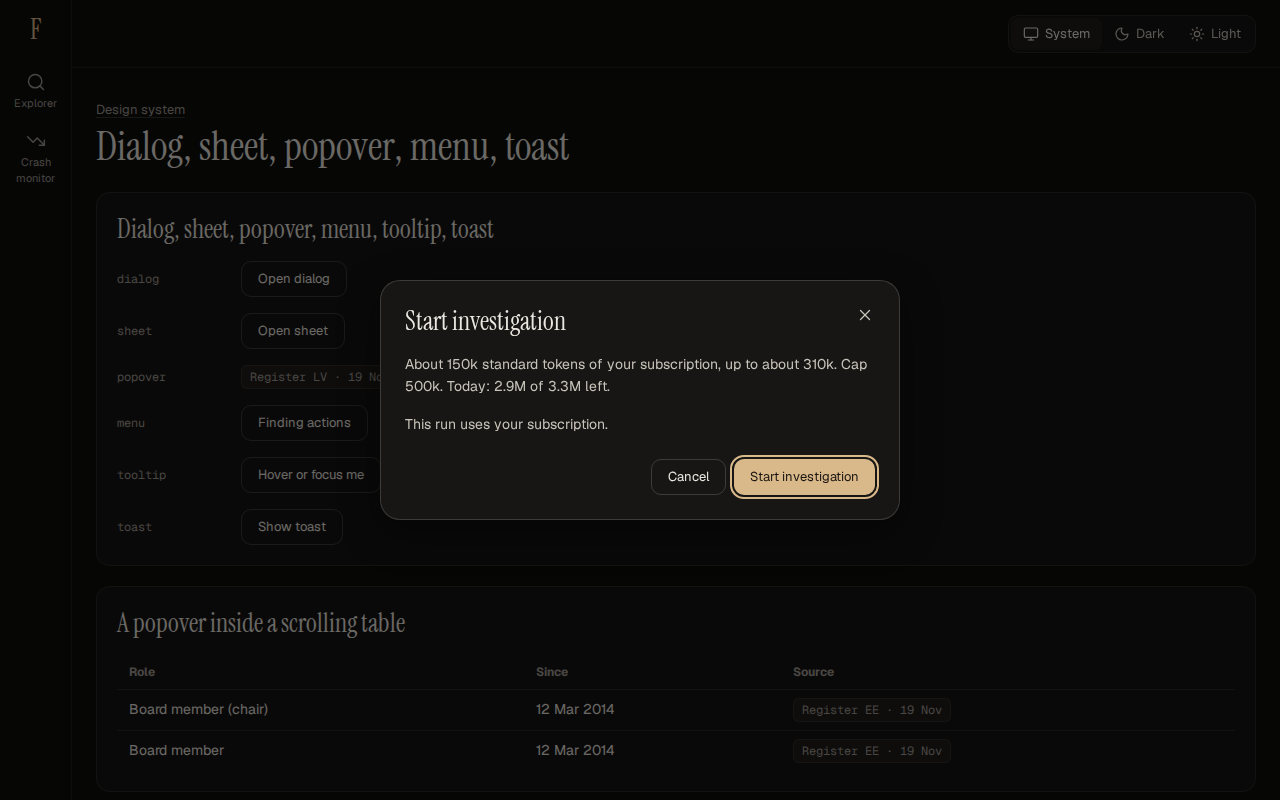 F
System
Dark
Light
Explorer
Crash
monitor
Design system
Dialog, sheet, popover, menu, toast
Dialog, sheet, popover, menu, tooltip, toast
dialog
Open dialog
sheet
Open sheet
popover
Register LV · 19 No
menu
Finding actions
tooltip
Hover or focus me
toast
Show toast
Start investigation
About 150k standard tokens of your subscription, up to about 310k. Cap
500k. Today: 2.9M of 3.3M left.
This run uses your subscription.
Cancel
Start investigation
A popover inside a scrolling table
Role Since Source
Board member (chair) 12 Mar 2014 Register EE · 19 Nov
Board member 12 Mar 2014 Register EE · 19 Nov